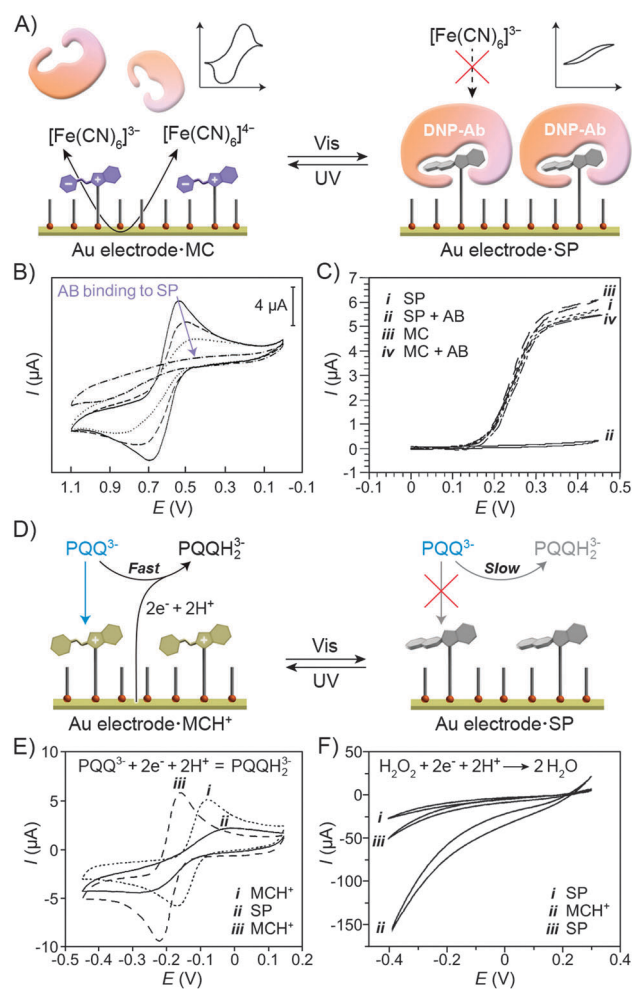 A)
[Fe(CN)6]3–
DNP-Ab
DNP-Ab
[Fe(CN)6]3–
[Fe(CN)6]4–
Vis
UV
Au electrode·MC
Au electrode·SP
B)
AB binding to SP
4 µA
I (µA)
1.1 0.9 0.7 0.5 0.3 0.1 -0.1
E (V)
C)
i SP
ii SP + AB
iii MC
iv MC + AB
iii
i
iv
ii
7
6
5
4
3
2
1
0
-1
I (µA)
-0.1 0 0.1 0.2 0.3 0.4 0.5
E (V)
D)
PQQ3-
PQQH23-
Fast
2e- + 2H+
Vis
UV
Au electrode·MCH+
PQQ3-
PQQH23-
Slow
Au electrode·SP
E)
PQQ3- + 2e- + 2H+ = PQQH23-
iii
i
ii
i MCH+
ii SP
iii MCH+
10
5
0
-5
-10
I (µA)
-0.5 -0.4 -0.3 -0.2 -0.1 0 0.1 0.2
E (V)
F)
H2O2 + 2e- + 2H+ → 2 H2O
i
iii
ii
i SP
ii MCH+
iii SP
50
0
-50
-100
-150
I (µA)
-0.4 -0.2 0 0.2 0.4
E (V)